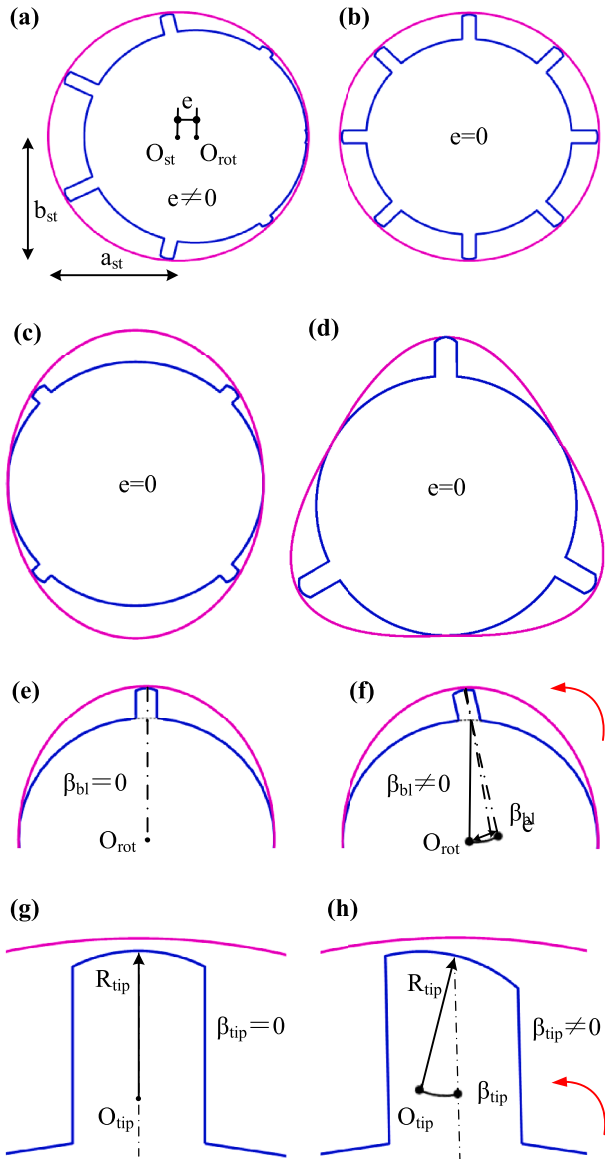 (a)
(b)
e
O_st O_rot
e≠0
e=0
b_st
a_st
(c)
(d)
e=0
e=0
(e)
(f)
β_bl=0
β_bl≠0
β_bl
e
O_rot
O_rot
(g)
(h)
R_tip
R_tip
β_tip=0
β_tip≠0
O_tip
O_tip
β_tip